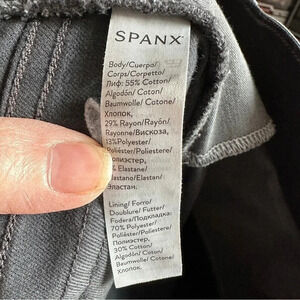 SPANX
Body/Cuerpo/
Corps/Corpetto/
Лиф: 55% Cotton/
Algodón/ Coton/
Baumwolle/ Cotone/
Хлопок,
29% Rayon/Rayón/
Rayonne/Вискоза,
13%Polyester/
Poliéster/Poliestere/
Полиэстер,
Elastane/
Elastano/ Elastane/
Эластан.
Lining/ Forro/
Doublure/ Futter/
Fodera/Подкладка:
70% Polyester/
Poliéster/Poliestere/
Полиэстер,
30% Cotton/
Algodón/ Coton/
Baumwolle/ Cotone/
Хлопок.